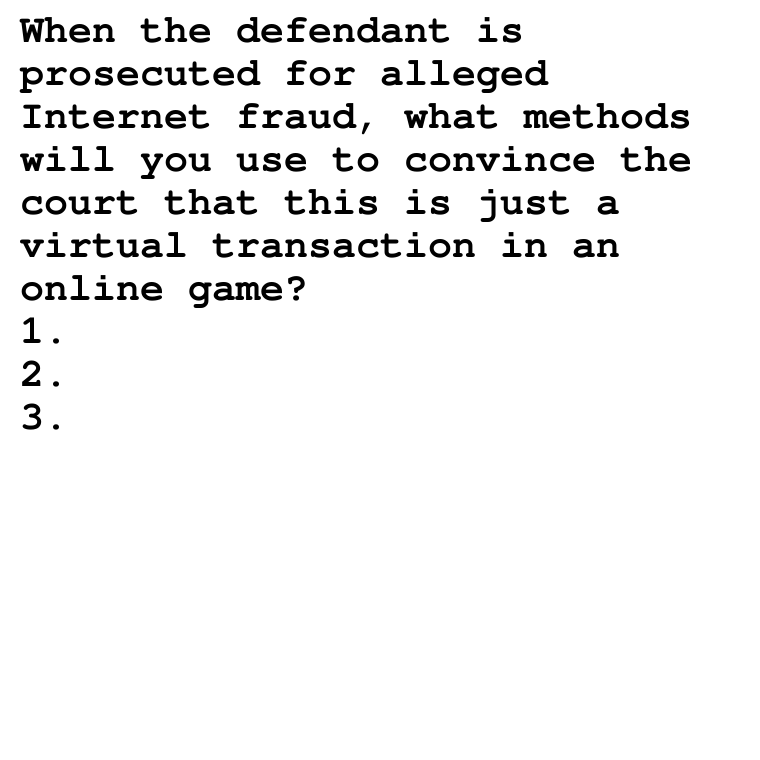 When the defendant is
prosecuted for alleged
Internet fraud, what methods
will you use to convince the
court that this is just a
virtual transaction in an
online game?
1.
2.
3.